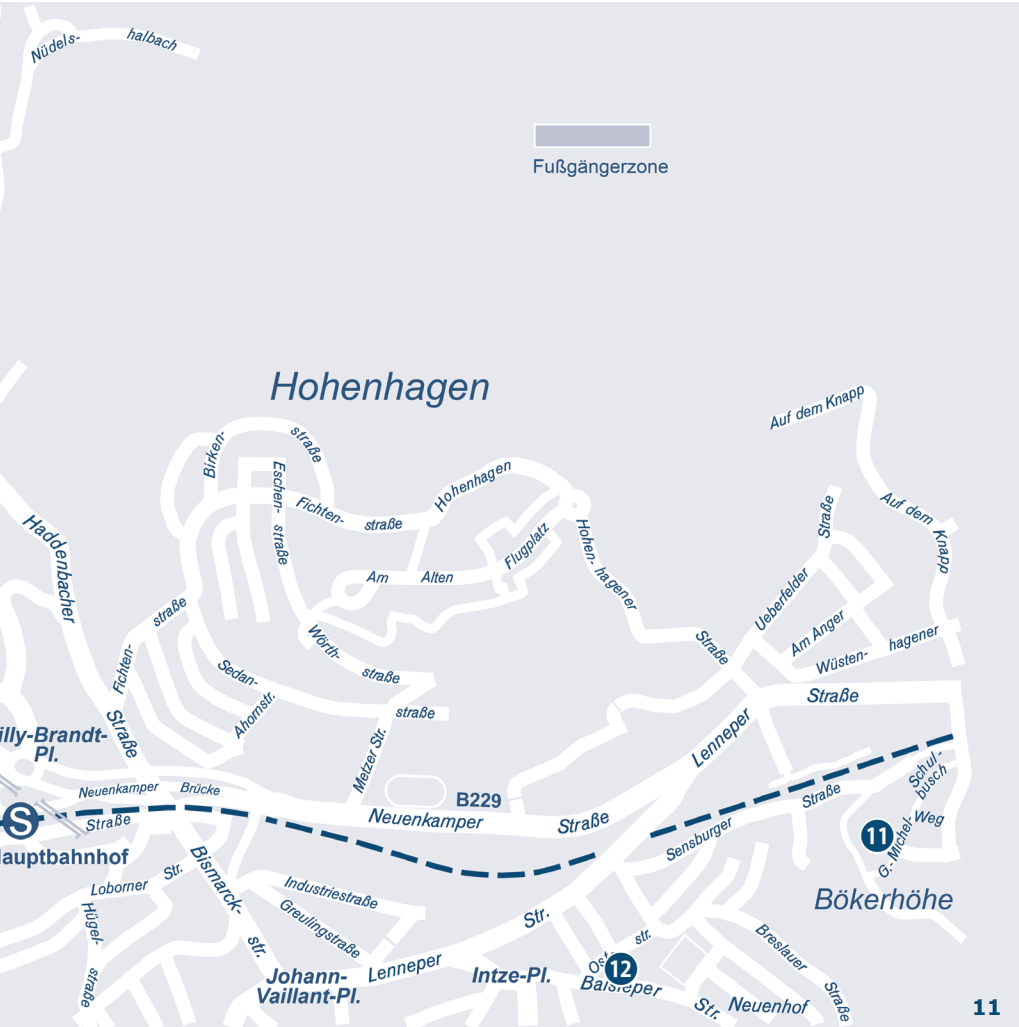 Nüdels-
halbach
Fußgängerzone
Hohenhagen
Auf dem Knapp
Birken-
straße
Eschen-
straße
Fichten-
straße
Hohenhagen
Flugplatz
Am Alten
Hohen-
hagener
Straße
Auf dem
Knapp
Ueberfelder
Straße
Am Anger
Wüsten-
hagener
Straße
Haddenbacher
Straße
Fichten-
straße
Wörth-
straße
Sedan-
straße
Ahornstr.
Metzer Str.
illy-Brandt-
Pl.
Neuenkamper Brücke
S
Straße
auptbahnhof
B229
Neuenkamper
Straße
Lenneper
Sensburger
Straße
Schul-
busch
11
G.-Michel-
Weg
Bökerhöhe
Loborner
Str.
Hügel-
straße
Bismarck-
str.
Industriestraße
Greulingstraße
Johann-
Vaillant-Pl.
Lenneper
Str.
Intze-Pl.
str.
12
Str.
Neuenhof
Breslauer
Straße
11